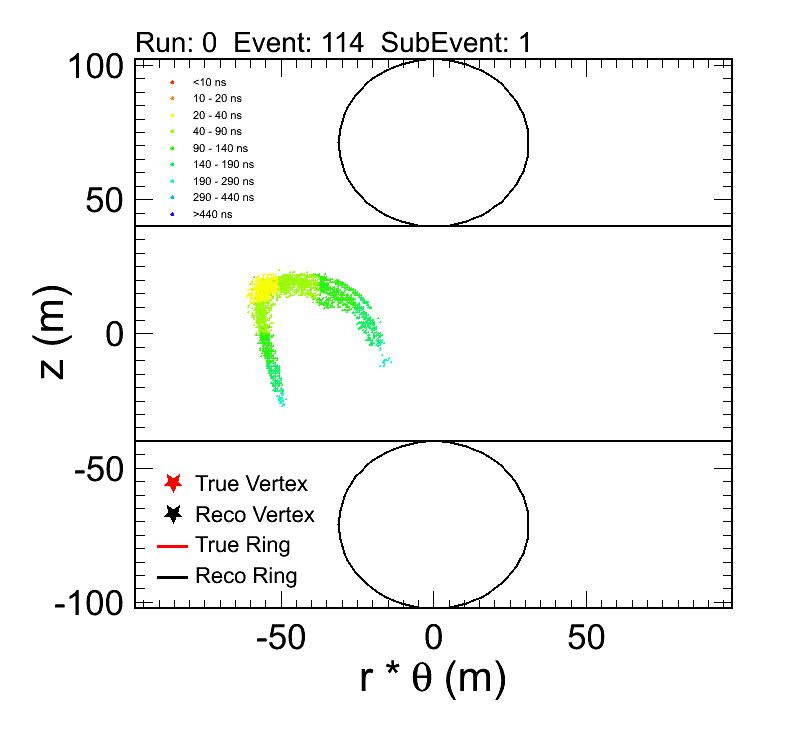 Run: 0 Event: 114 SubEvent: 1
100
<10 ns
10 - 20 ns
20 - 40 ns
40 - 90 ns
90 - 140 ns
140 - 190 ns
190 - 290 ns
290 - 440 ns
>440 ns
50
z (m)
0
-50
True Vertex
Reco Vertex
True Ring
Reco Ring
-100
-50 0 50
r * θ (m)